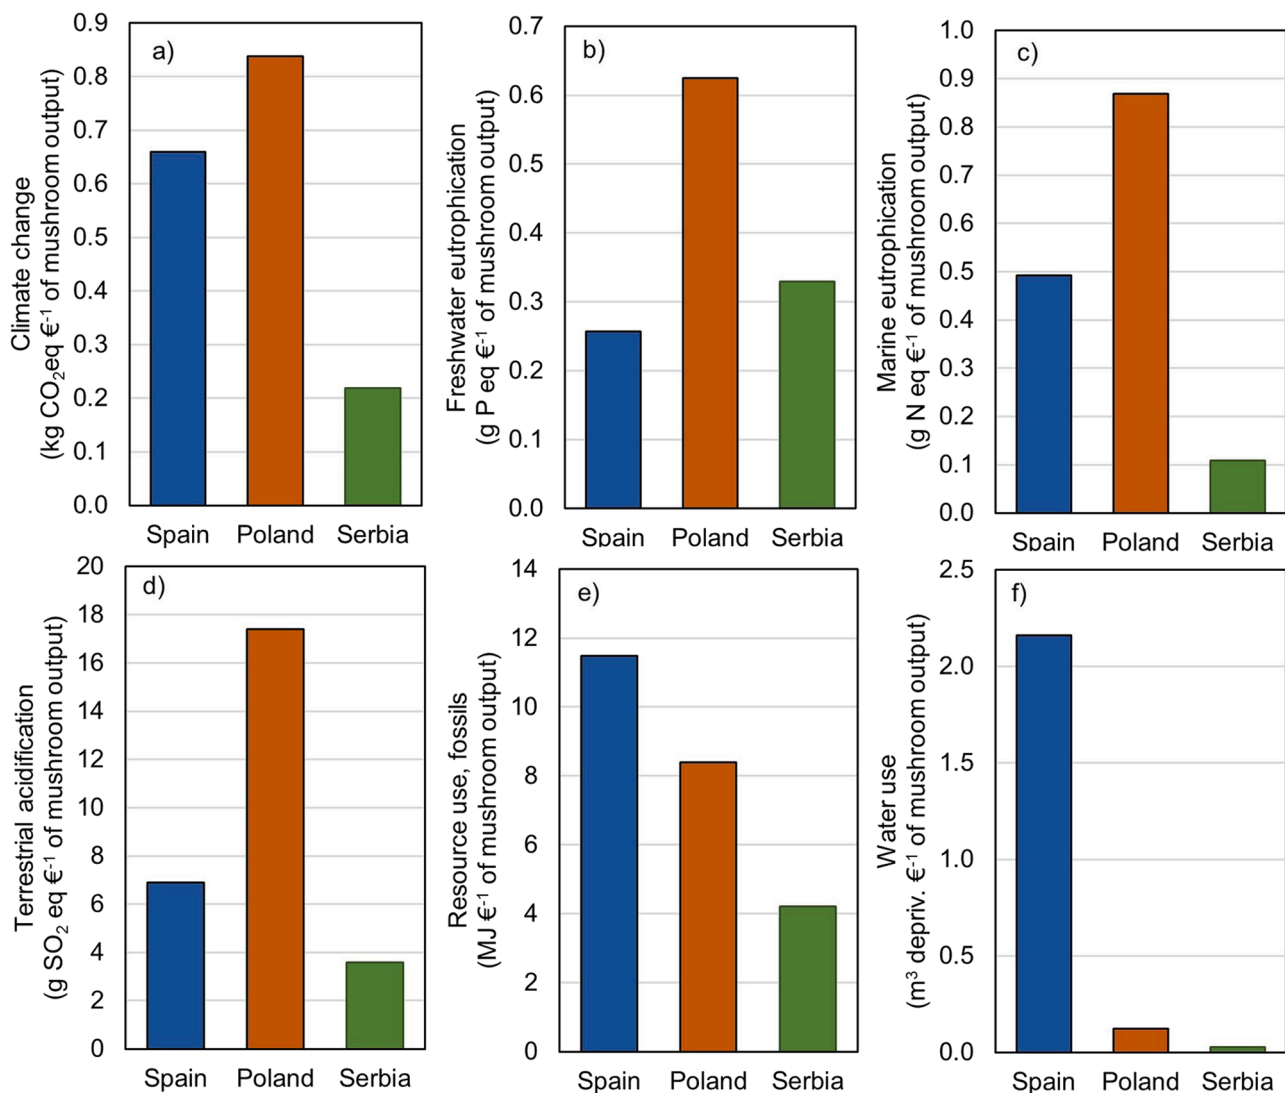 a)
Climate change
(kg CO₂eq €⁻¹ of mushroom output)
0.9
0.8
0.7
0.6
0.5
0.4
0.3
0.2
0.1
0.0
Spain Poland Serbia
b)
Freshwater eutrophication
(g P eq €⁻¹ of mushroom output)
0.7
0.6
0.5
0.4
0.3
0.2
0.1
0.0
Spain Poland Serbia
c)
Marine eutrophication
(g N eq €⁻¹ of mushroom output)
1.0
0.9
0.8
0.7
0.6
0.5
0.4
0.3
0.2
0.1
0.0
Spain Poland Serbia
d)
Terrestrial acidification
(g SO₂ eq €⁻¹ of mushroom output)
20
18
16
14
12
10
8
6
4
2
0
Spain Poland Serbia
e)
Resource use, fossils
(MJ €⁻¹ of mushroom output)
14
12
10
8
6
4
2
0
Spain Poland Serbia
f)
Water use
(m³ depriv. €⁻¹ of mushroom output)
2.5
2.0
1.5
1.0
0.5
0.0
Spain Poland Serbia